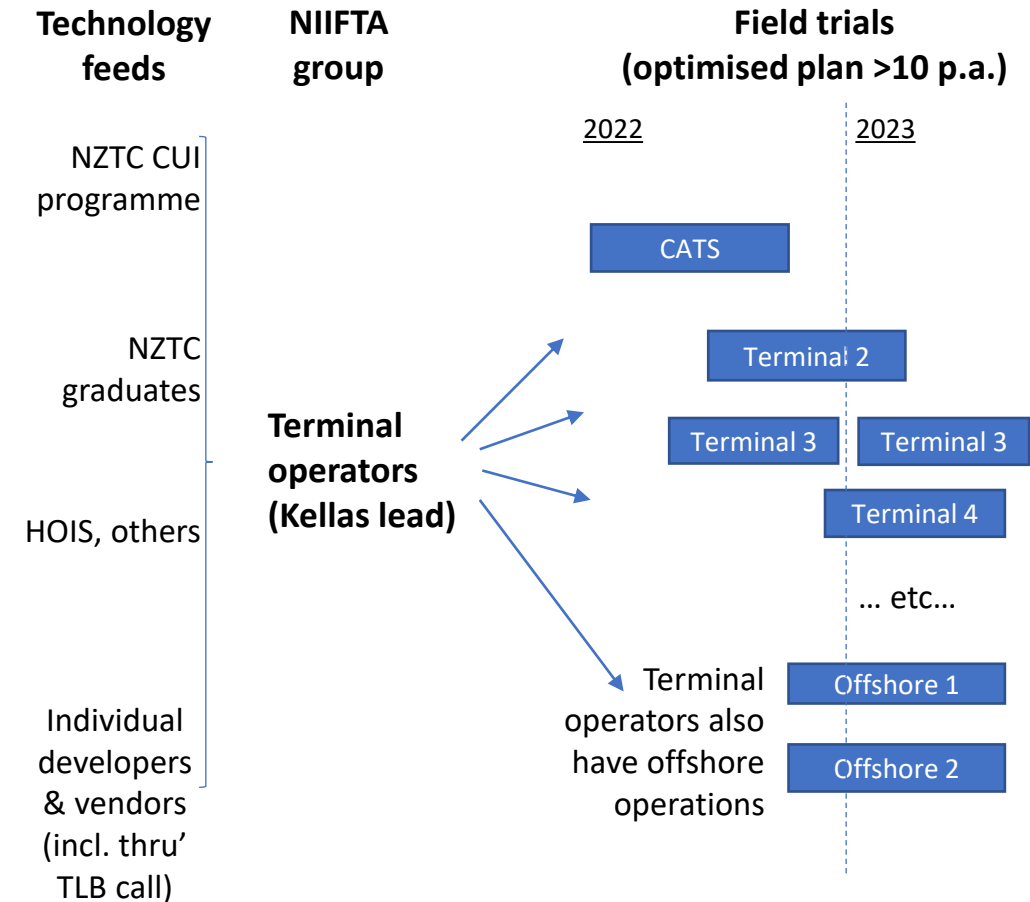 Technology
feeds
NIIFTA
group
Field trials
(optimised plan >10 p.a.)
2022
2023
NZTC CUI
programme
NZTC
graduates
HOIS, others
Individual
developers
& vendors
(incl. thru’
TLB call)
Terminal
operators
(Kellas lead)
CATS
Terminal 2
Terminal 3
Terminal 3
Terminal 4
... etc...
Terminal
operators also
have offshore
operations
Offshore 1
Offshore 2